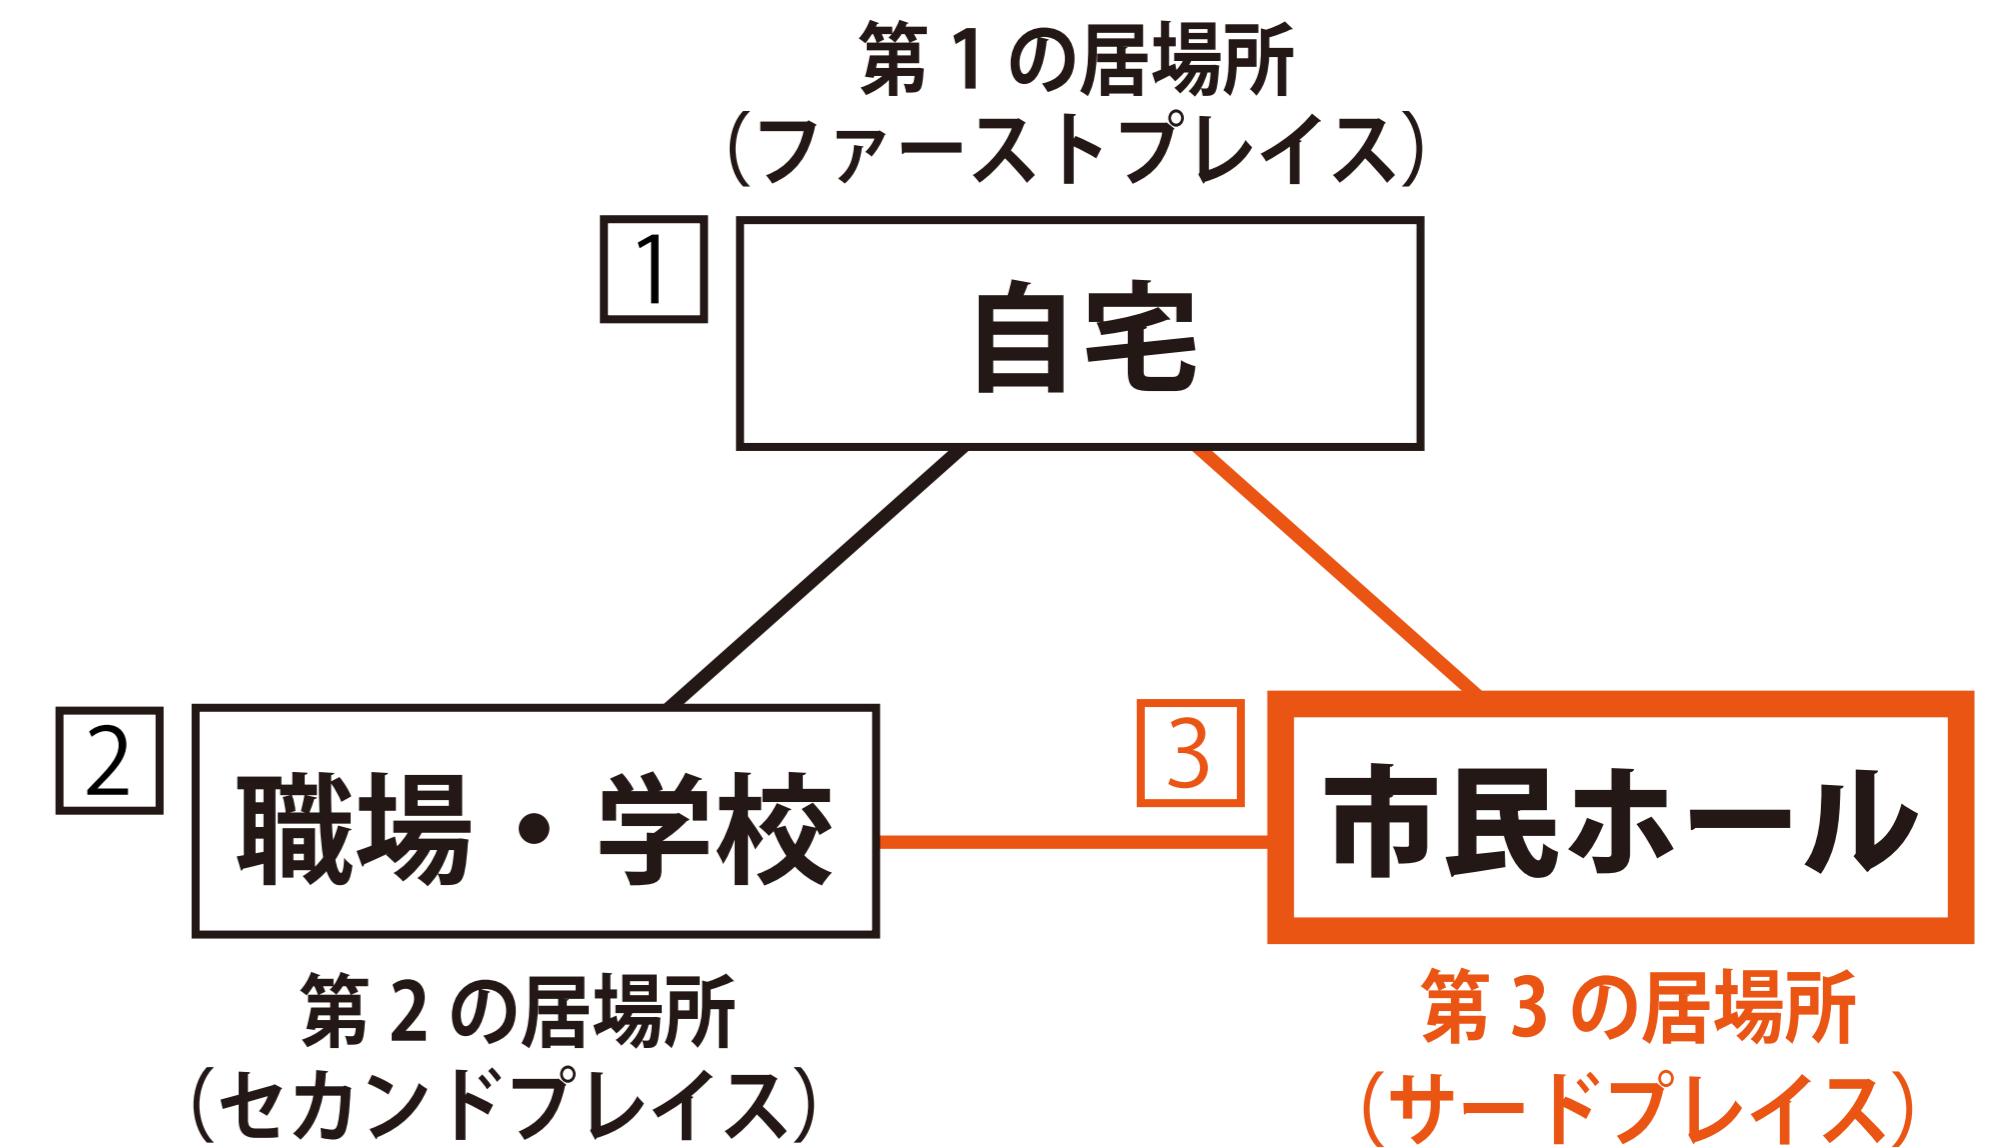 第1の居場所
（ファーストプレイス）
1
自宅
2
職場・学校
第2の居場所
（セカンドプレイス）
3
市民ホール
第3の居場所
（サードプレイス）